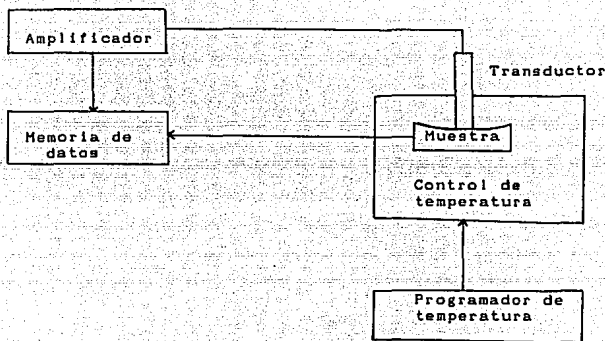 Amplificador
Transductor
Memoria de
datos
Muestra
Control de
temperatura
Programador de
temperatura